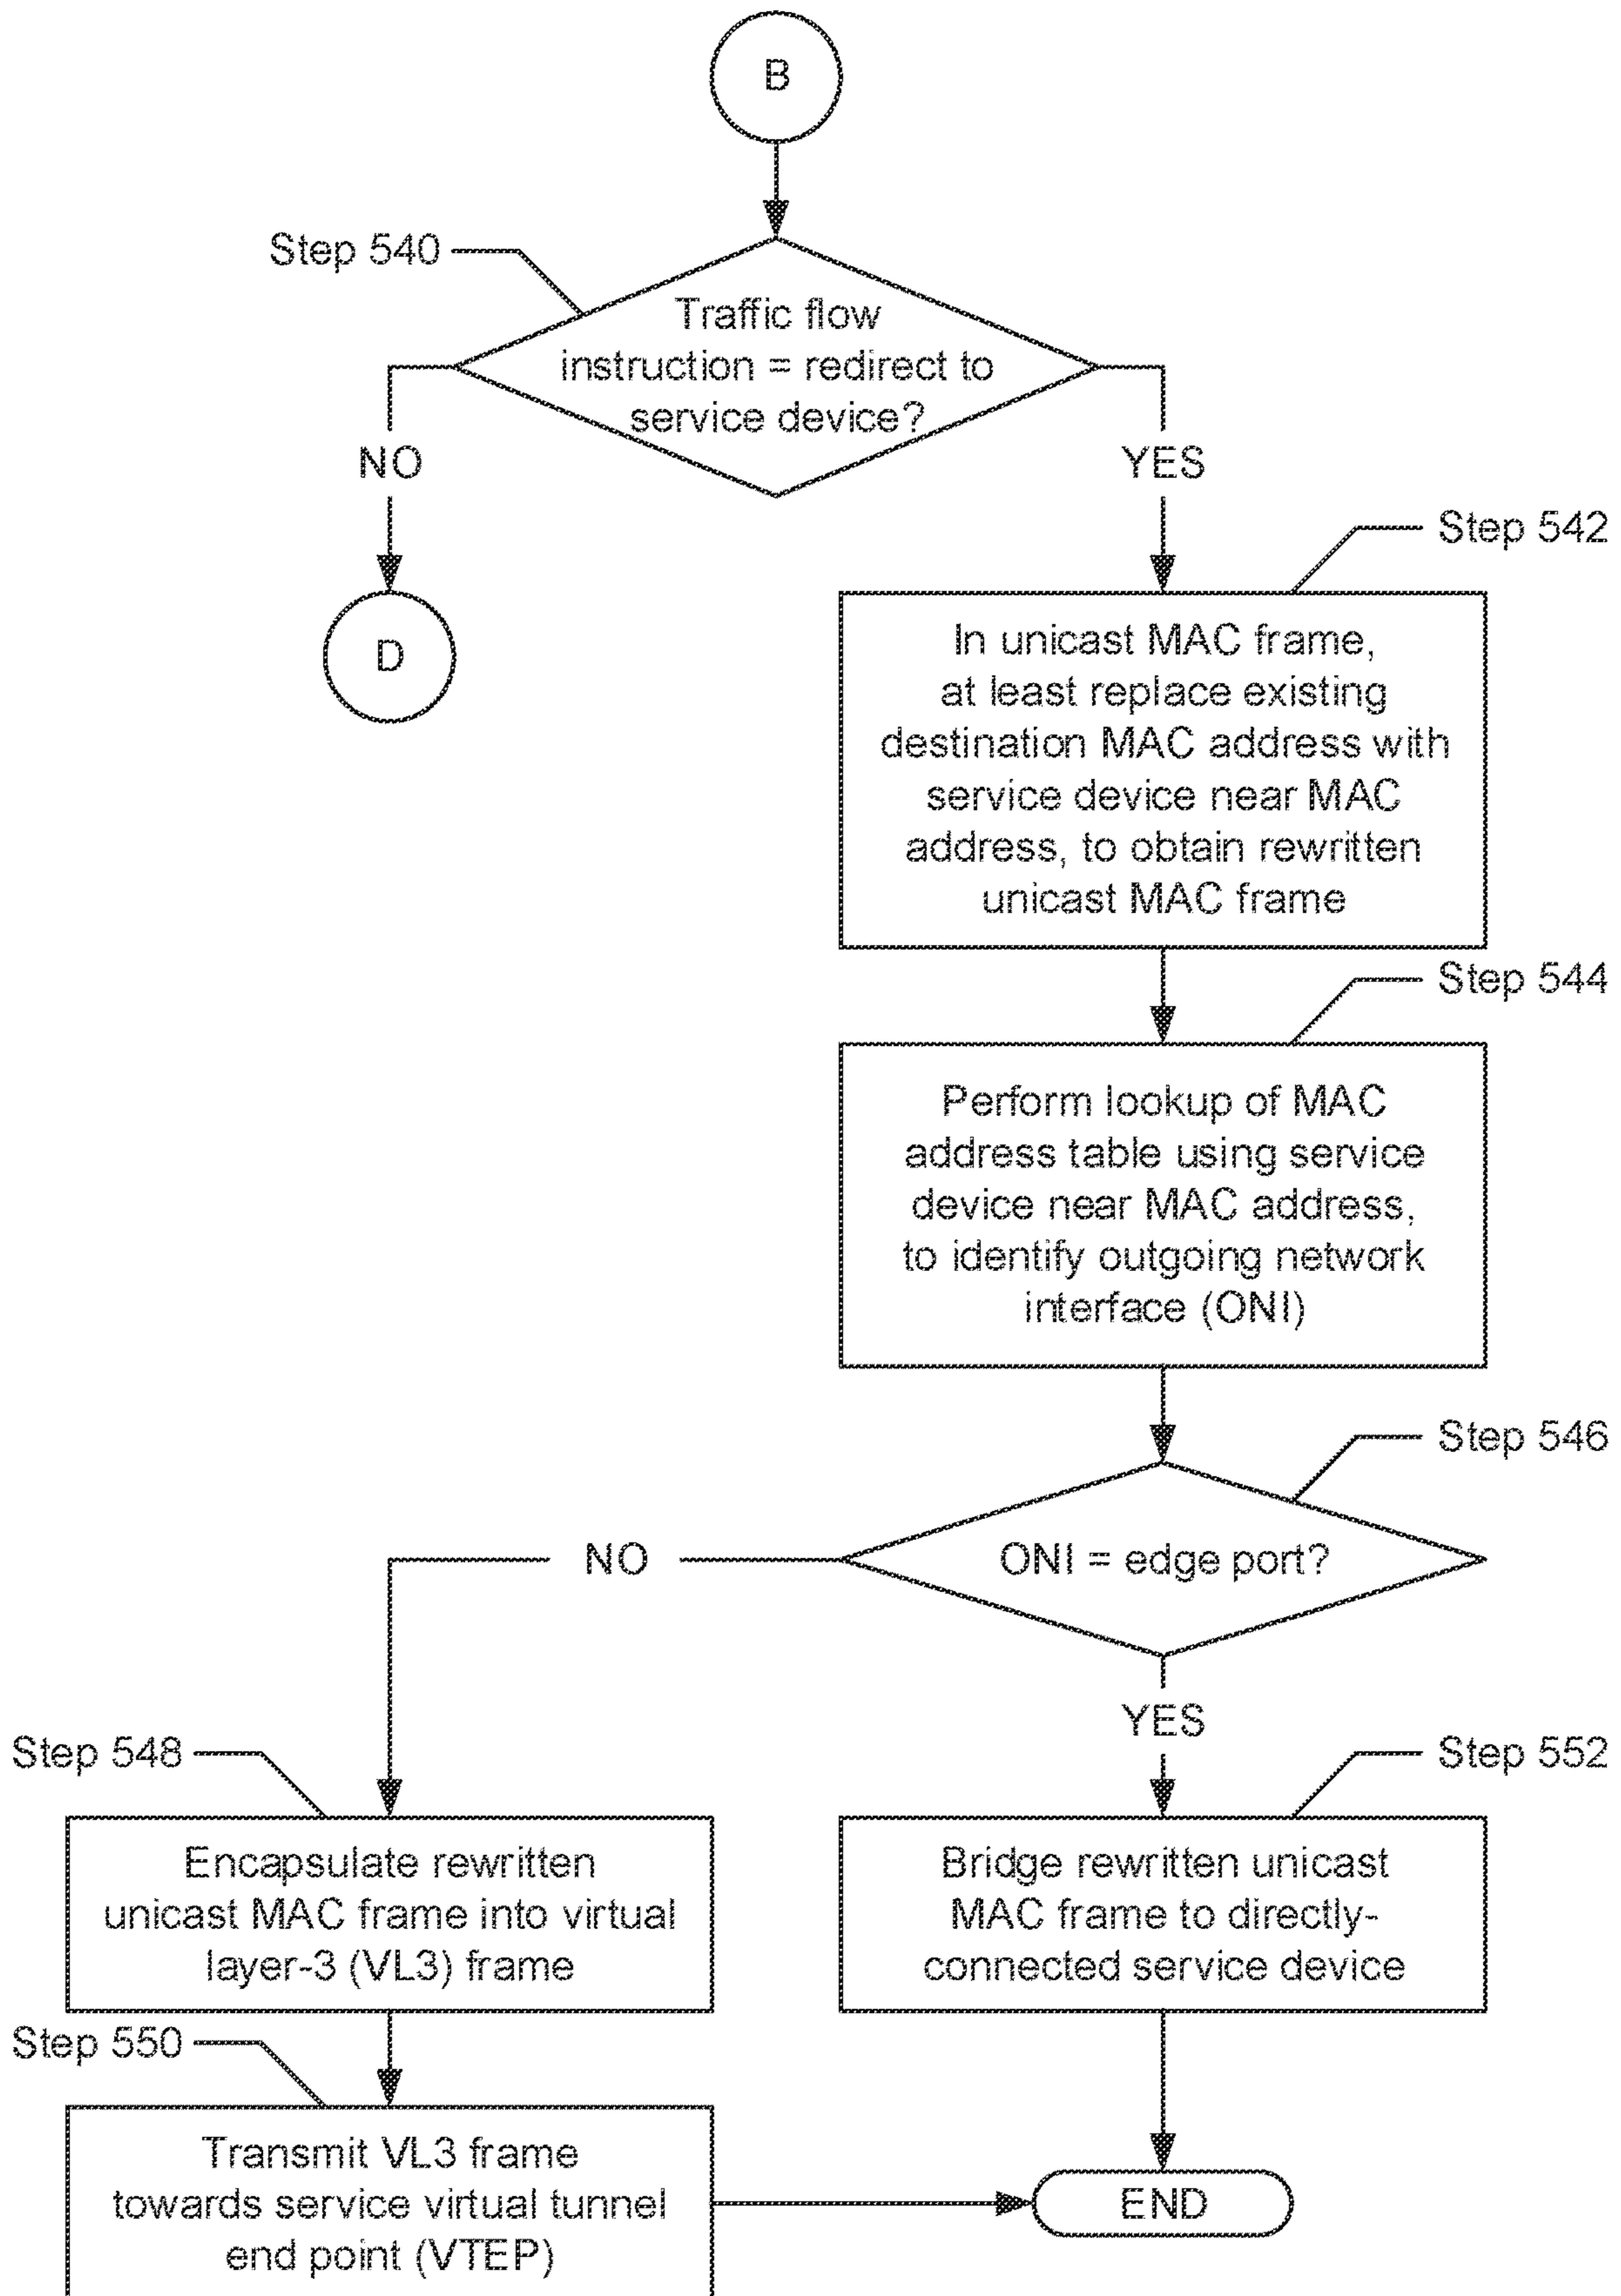 B
Step 540
Traffic flow
instruction = redirect to
service device?
NO
YES
Step 542
D
In unicast MAC frame,
at least replace existing
destination MAC address with
service device near MAC
address, to obtain rewritten
unicast MAC frame
Step 544
Perform lookup of MAC
address table using service
device near MAC address,
to identify outgoing network
interface (ONI)
Step 546
NO
ONI = edge port?
YES
Step 548
Step 552
Encapsulate rewritten
unicast MAC frame into virtual
layer-3 (VL3) frame
Bridge rewritten unicast
MAC frame to directly-
connected service device
Step 550
Transmit VL3 frame
towards service virtual tunnel
end point (VTEP)
END